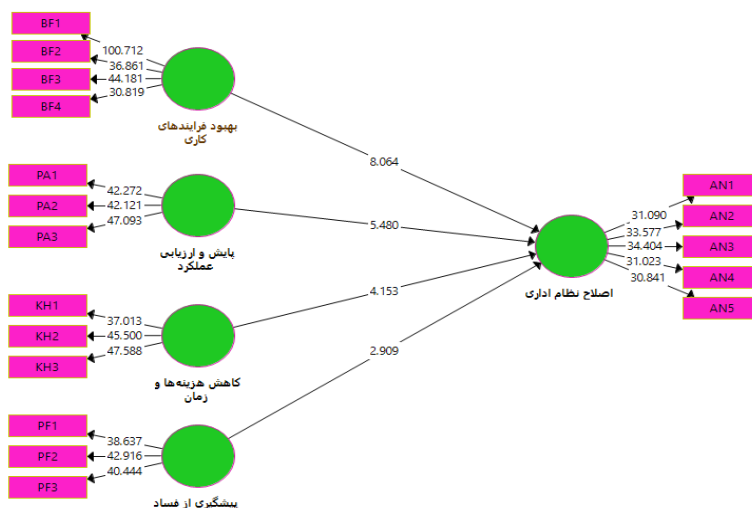 BF1
BF2
BF3
BF4
100.712
36.861
44.181
30.819
بهبود فرایندهای
کاری
8.064
PA1
PA2
PA3
42.272
42.121
47.093
پایش و ارزیابی
عملکرد
5.480
KH1
KH2
KH3
37.013
45.500
47.588
کاهش هزینه‌ها و
زمان
4.153
PF1
PF2
PF3
38.637
42.916
40.444
پیشگیری از فساد
2.909
اصلاح نظام اداری
31.090
33.577
34.404
31.023
30.841
AN1
AN2
AN3
AN4
AN5